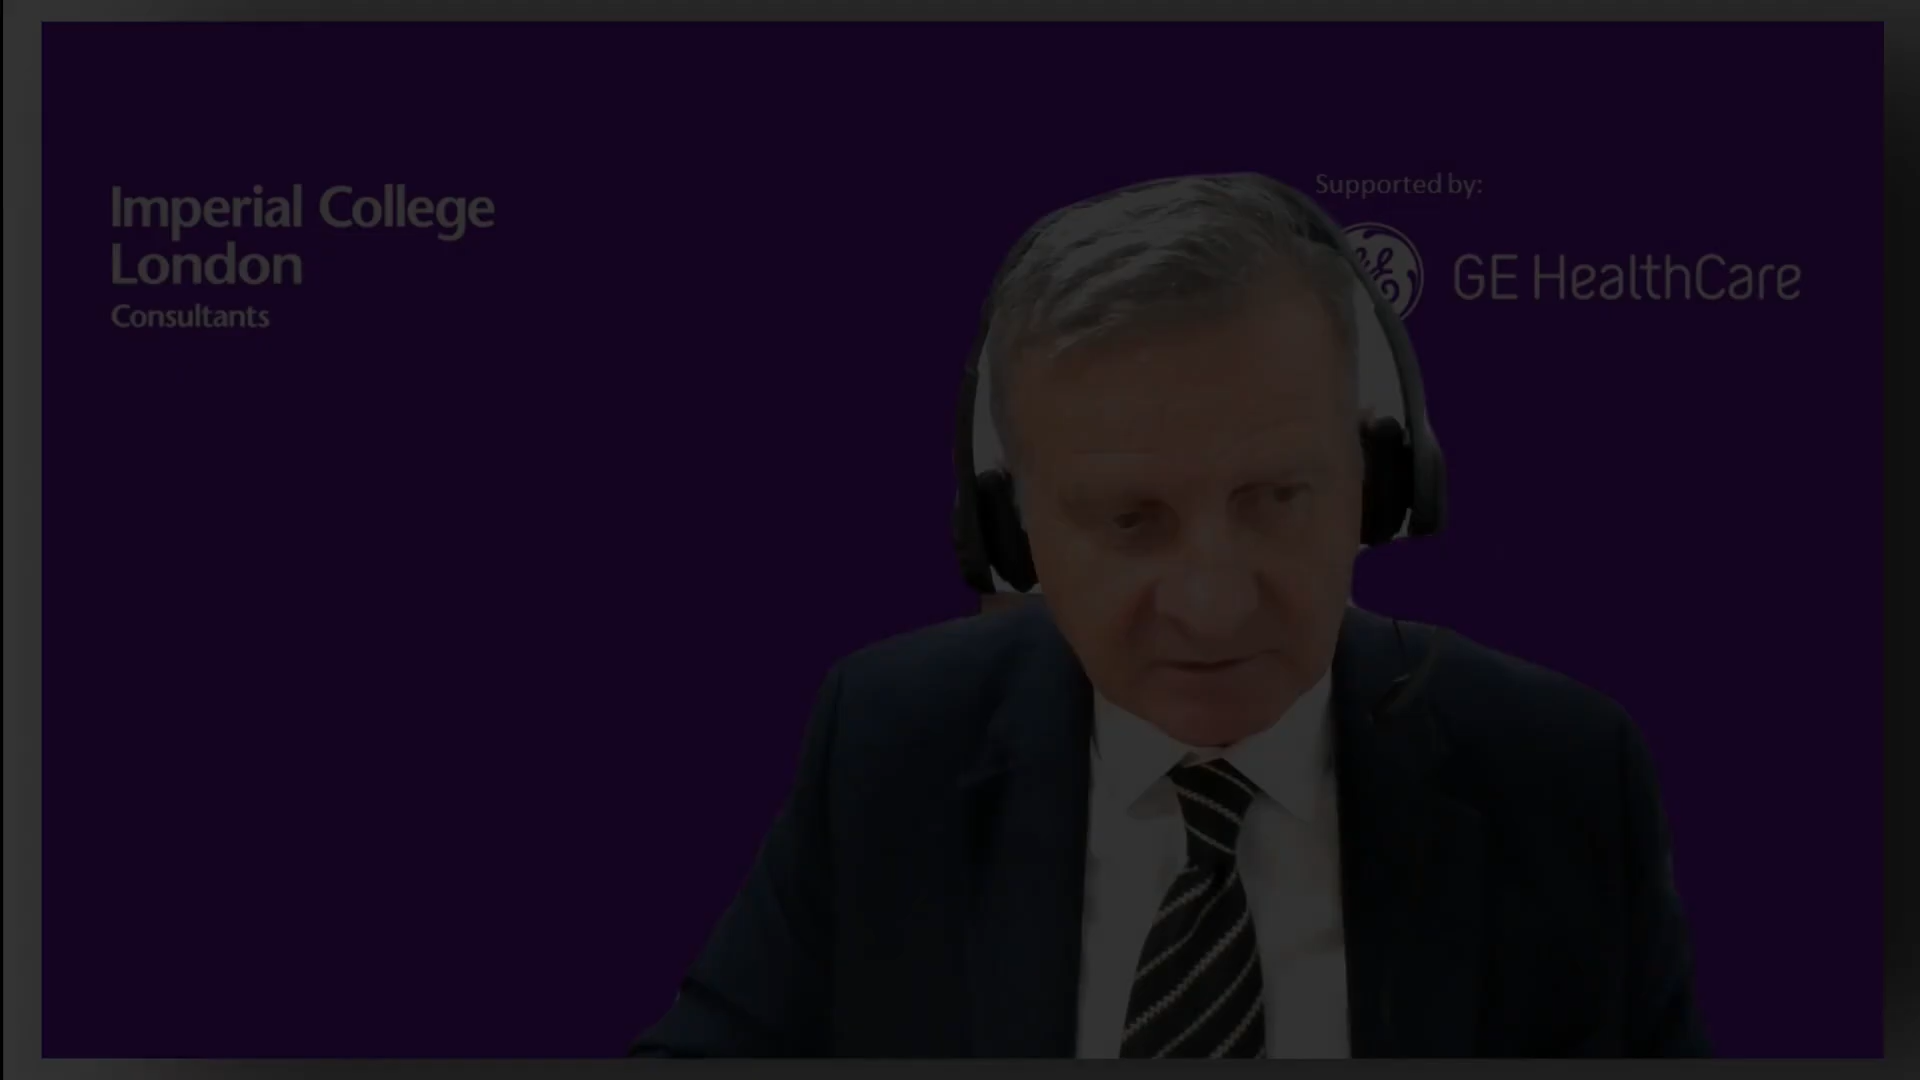 Imperial College
London
Consultants
Supported by:
GE HealthCare